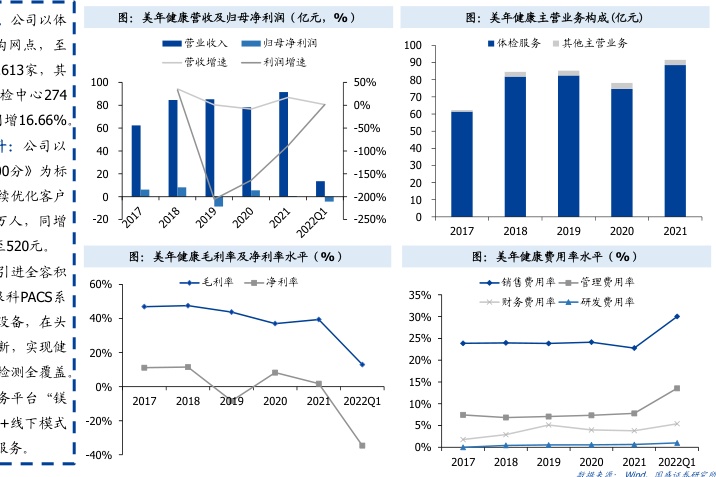 ，公司以体
构网点，至
613家，其
检中心274
增16.66%。
计：公司以
00分》为标
续优化客户
万人，同增
至520元。
引进全容积
眼科PACS系
设备，在头
新，实现健
检测全覆盖。
务平台“镁
+线下模式
服务。
图：美年健康营收及归母净利润（亿元，%）
营业收入 归母净利润
营收增速 利润增速
100
80
60
40
20
0
-20
50%
0%
-50%
-100%
-150%
-200%
-250%
2017 2018 2019 2020 2021 2022Q1
图：美年健康主营业务构成(亿元)
体检服务 其他主营业务
100
90
80
70
60
50
40
30
20
10
0
2017 2018 2019 2020 2021
图：美年健康毛利率及净利率水平（%）
毛利率 净利率
60%
40%
20%
0%
-20%
-40%
2017 2018 2019 2020 2021 2022Q1
图：美年健康费用率水平（%）
销售费用率 管理费用率
财务费用率 研发费用率
35%
30%
25%
20%
15%
10%
5%
0%
2017 2018 2019 2020 2021 2022Q1
数据来源：Wind，国盛证券研究所